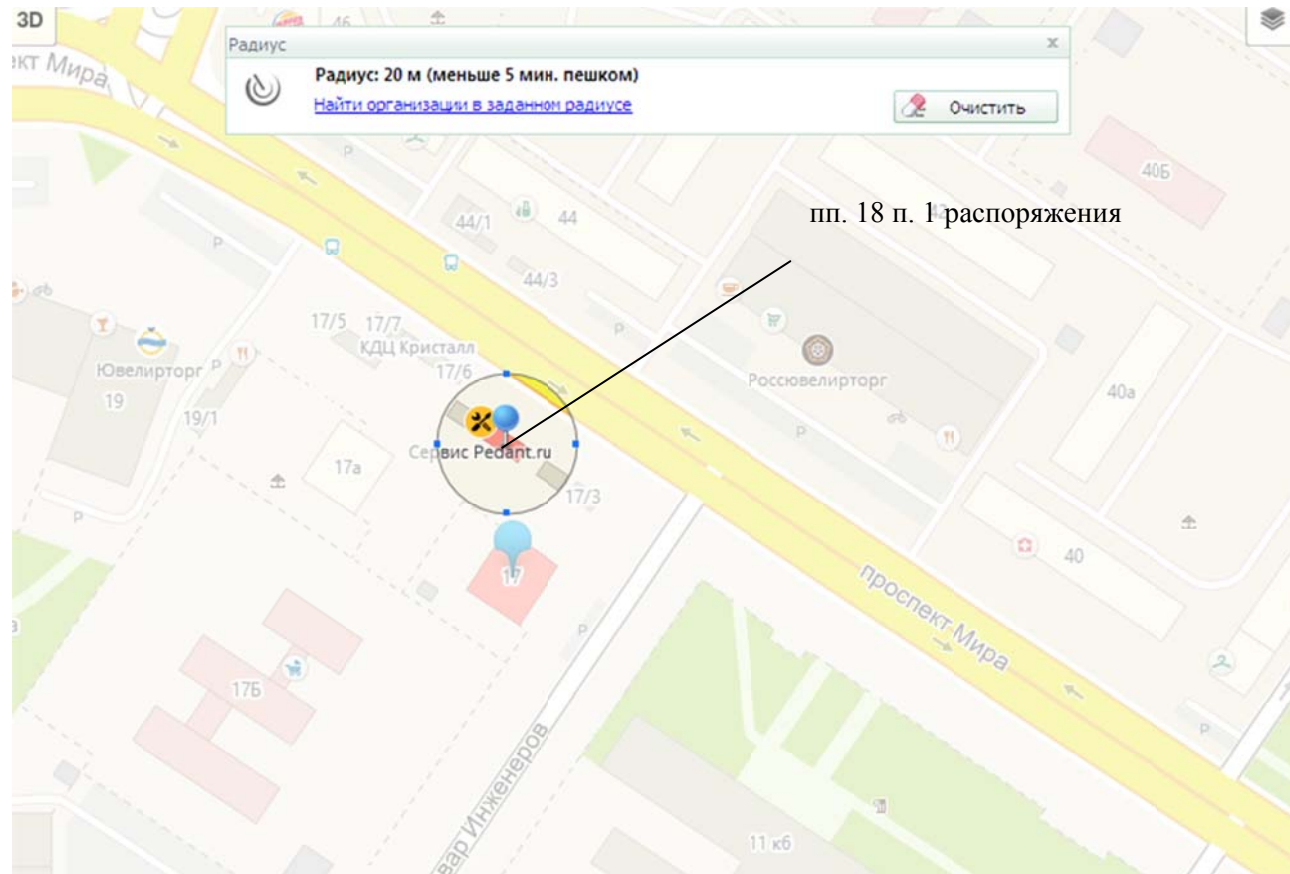 3D
46
Радиус
x
Радиус: 20 м (меньше 5 мин. пешком)
Найти организации в заданном радиусе
Очистить
ект Мира
P
40Б
пп. 18 п. 1 распоряжения
44/1
44
P
44/3
17/5
17/7
P
КДЦ Кристалл
17/6
Ювелирторг
P
19
19/1
Россювелирторг
40а
P
Сервис Pedant.ru
17а
17/3
P
40
17
проспект Мира
P
17Б
P
вар Инженеров
11 к6